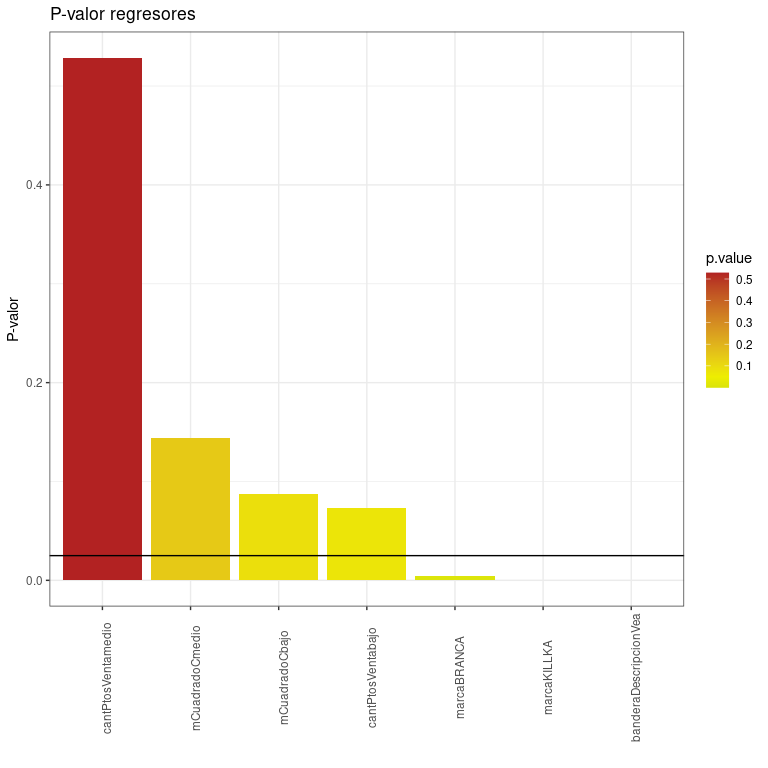 P-valor regresores
P-valor
0.4
0.2
0.0
cantPtosVentamedio
mCuadradoCmedio
mCuadradoCbajo
cantPtosVentabajo
marcaBRANCA
marcaKILLKA
banderaDescripcionVea
p.value
0.5
0.4
0.3
0.2
0.1